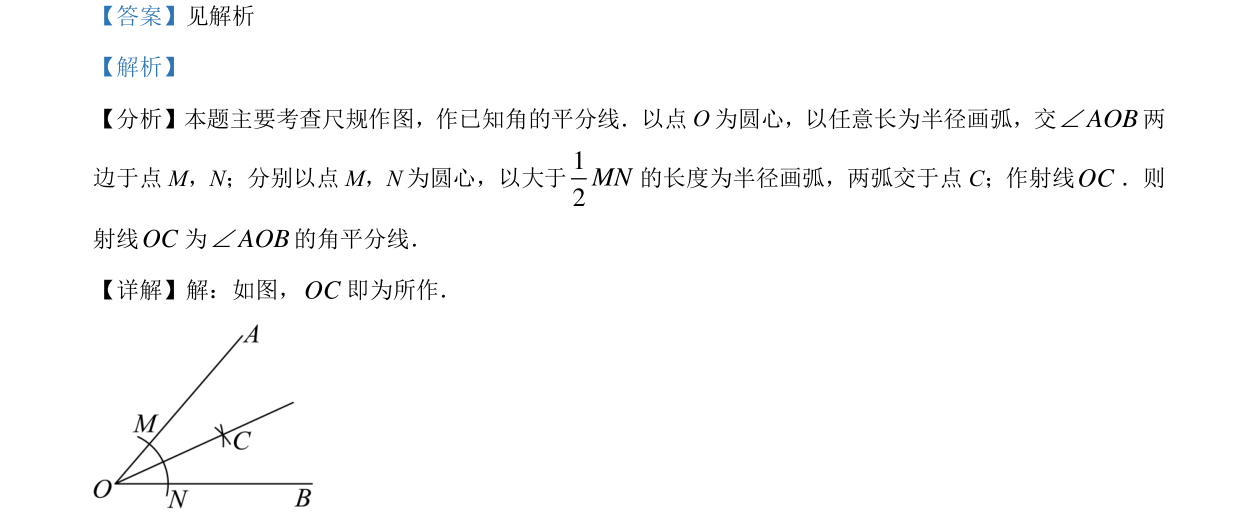 【答案】见解析
【解析】
【分析】本题主要考查尺规作图，作已知角的平分线．以点 O 为圆心，以任意长为半径画弧，交∠AOB 两
边于点 M，N；分别以点 M，N 为圆心，以大于 \frac{1}{2} MN 的长度为半径画弧，两弧交于点 C；作射线 OC ．则
射线 OC 为∠AOB 的角平分线．
【详解】解：如图， OC 即为所作．
A
M
C
O
N
B